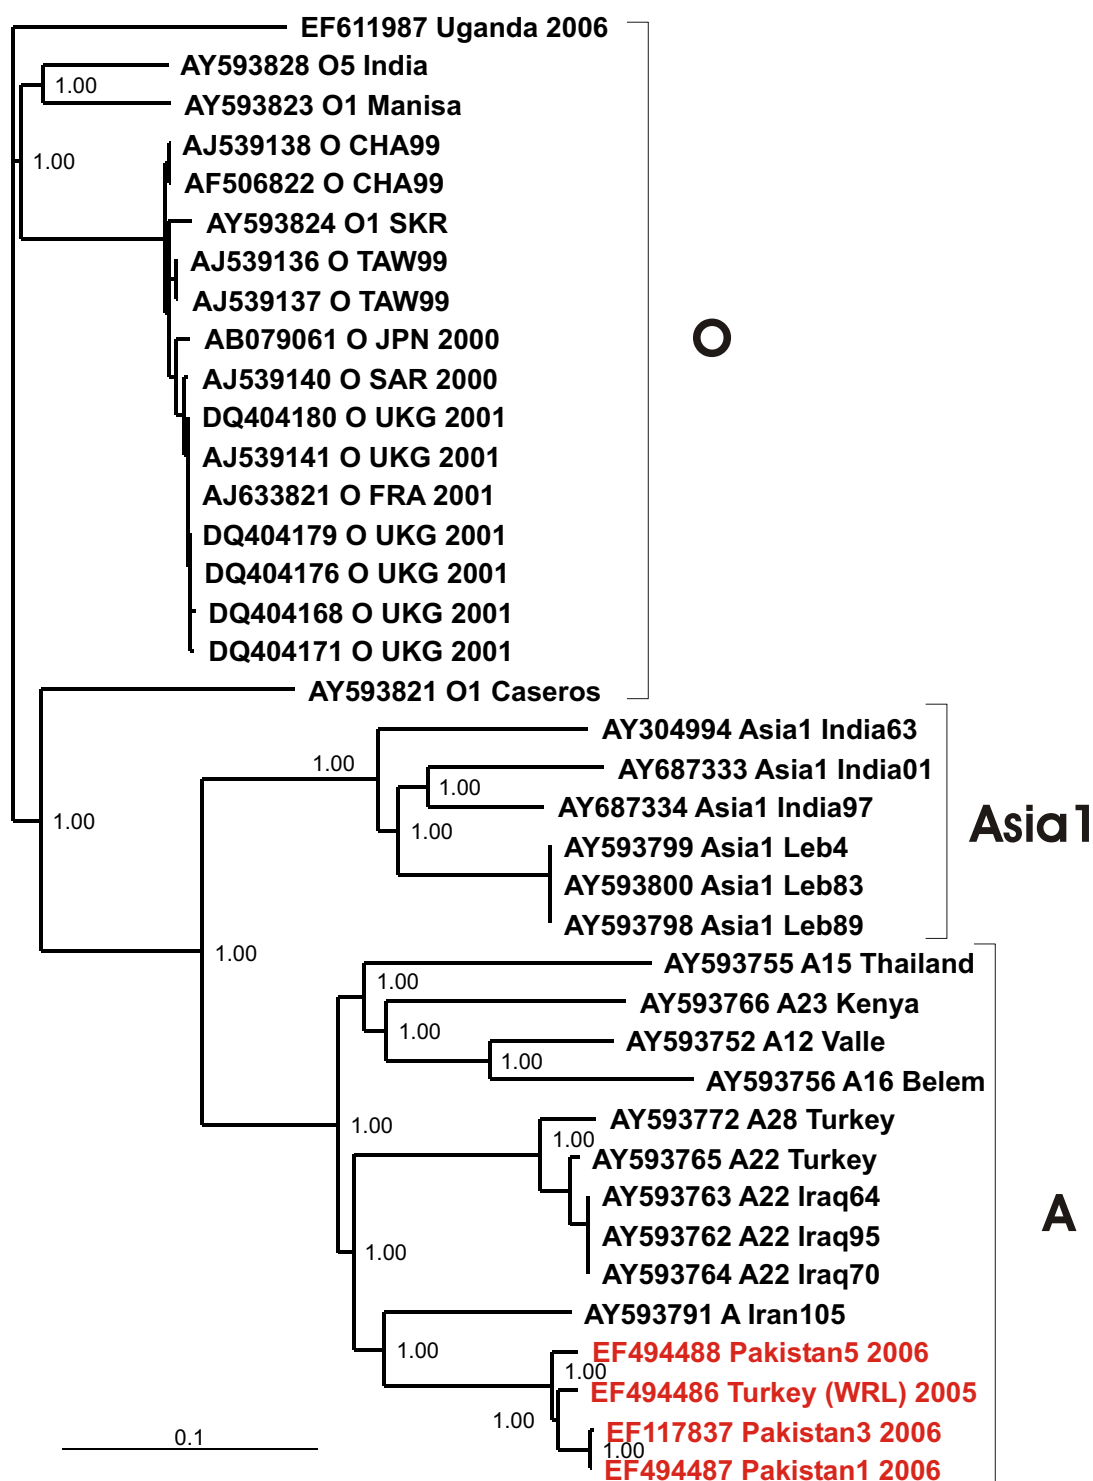 EF611987 Uganda 2006
AY593828 O5 India
1.00
AY593823 O1 Manisa
AJ539138 O CHA99
1.00
AF506822 O CHA99
AY593824 O1 SKR
AJ539136 O TAW99
AJ539137 O TAW99
O
AB079061 O JPN 2000
AJ539140 O SAR 2000
DQ404180 O UKG 2001
AJ539141 O UKG 2001
AJ633821 O FRA 2001
DQ404179 O UKG 2001
DQ404176 O UKG 2001
DQ404168 O UKG 2001
DQ404171 O UKG 2001
AY593821 O1 Caseros
AY304994 Asia1 India63
1.00
AY687333 Asia1 India01
1.00
AY687334 Asia1 India97
1.00
1.00
Asia1
AY593799 Asia1 Leb4
AY593800 Asia1 Leb83
AY593798 Asia1 Leb89
1.00
AY593755 A15 Thailand
1.00
AY593766 A23 Kenya
1.00
AY593752 A12 Valle
1.00
AY593756 A16 Belem
AY593772 A28 Turkey
1.00
1.00
AY593765 A22 Turkey
AY593763 A22 Iraq64
A
AY593762 A22 Iraq95
1.00
AY593764 A22 Iraq70
AY593791 A Iran105
1.00
EF494488 Pakistan5 2006
1.00
EF494486 Turkey (WRL) 2005
1.00
EF117837 Pakistan3 2006
0.1
1.00
EF494487 Pakistan1 2006